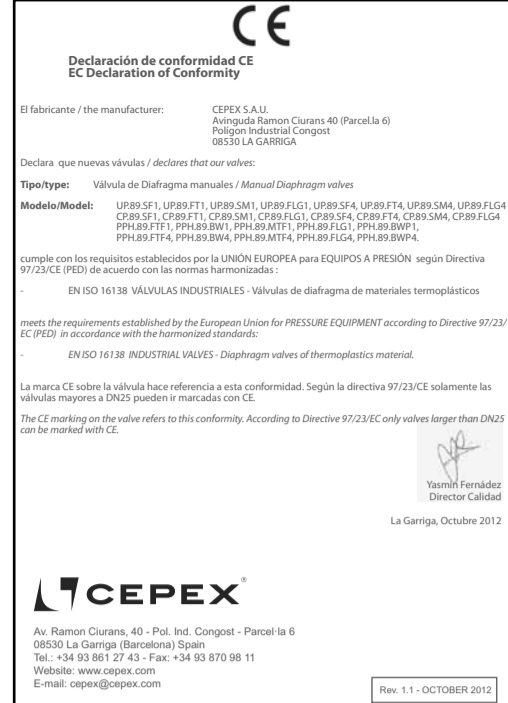 CE
Declaración de conformidad CE
EC Declaration of Conformity
El fabricante / the manufacturer: CEPEX S.A.U.
Avinguda Ramon Ciurans 40 (Parcel.la 6)
Polígon Industrial Congost
08530 LA GARRIGA
Declara que nuevas vávulas / declares that our valves:
Tipo/type: Válvula de Diafragma manuales / Manual Diaphragm valves
Modelo/Model: UP.89.SF1, UP.89.FT1, UP.89.SM1, UP.89.FLG1, UP.89.SF4, UP.89.FT4, UP.89.SM4, UP.89.FLG4
CP.89.SF1, CP.89.FT1, CP.89.SM1, CP.89.FLG1, CP.89.SF4, CP.89.FT4, CP.89.SM4, CP.89.FLG4
PPH.89.FTF1, PPH.89.BW1, PPH.89.MTF1, PPH.89.FLG1, PPH.89.BWP1,
PPH.89.FTF4, PPH.89.BW4, PPH.89.MTF4, PPH.89.FLG4, PPH.89.BWP4.
cumple con los requisitos establecidos por la UNIÓN EUROPEA para EQUIPOS A PRESIÓN según Directiva
97/23/CE (PED) de acuerdo con las normas harmonizadas :
- EN ISO 16138 VÁLVULAS INDUSTRIALES - Válvulas de diafragma de materiales termoplásticos
meets the requirements established by the European Union for PRESSURE EQUIPMENT according to Directive 97/23/
EC (PED) in accordance with the harmonized standards:
- EN ISO 16138 INDUSTRIAL VALVES - Diaphragm valves of thermoplastics material.
La marca CE sobre la válvula hace referencia a esta conformidad. Según la directiva 97/23/CE solamente las
válvulas mayores a DN25 pueden ir marcadas con CE.
The CE marking on the valve refers to this conformity. According to Directive 97/23/EC only valves larger than DN25
can be marked with CE.
Yasmin Fernádez
Director Calidad
La Garriga, Octubre 2012
CEPEX®
Av. Ramon Ciurans, 40 - Pol. Ind. Congost - Parcel·la 6
08530 La Garriga (Barcelona) Spain
Tel.: +34 93 861 27 43 - Fax: +34 93 870 98 11
Website: www.cepex.com
E-mail: cepex@cepex.com
Rev. 1.1 - OCTOBER 2012